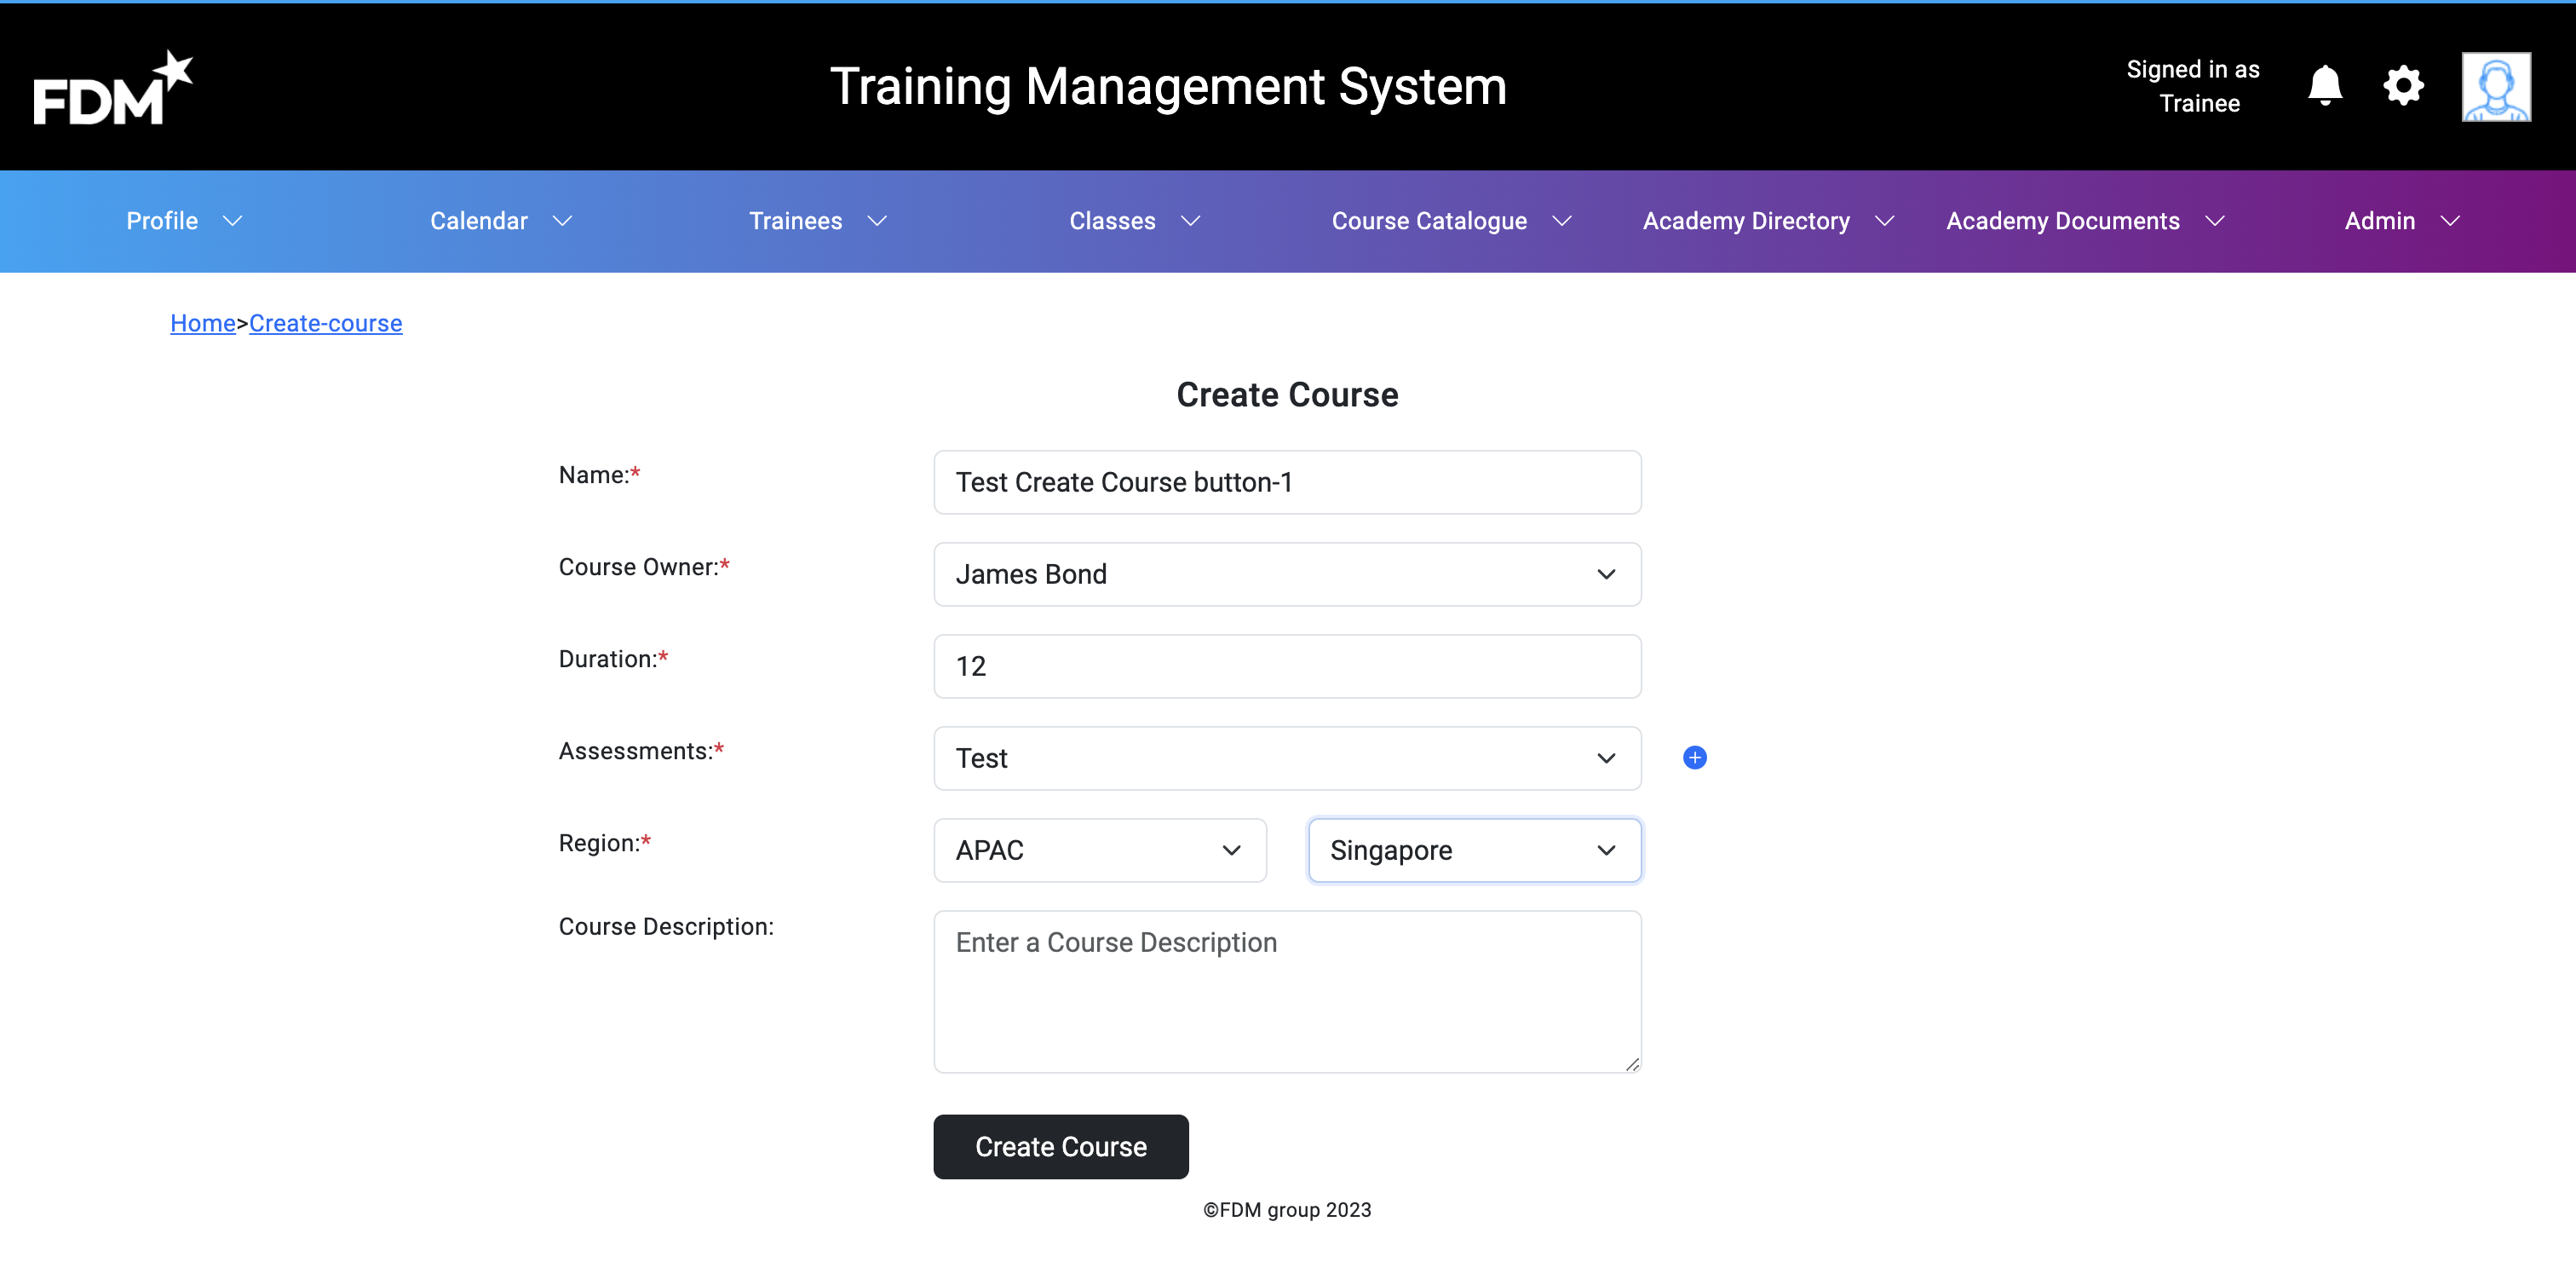 FDM
Training Management System
Signed in as
Trainee
Profile
Calendar
Trainees
Classes
Course Catalogue
Academy Directory
Academy Documents
Admin
Home>Create-course
Create Course
Name:*
Test Create Course button-1
Course Owner:*
James Bond
Duration:*
12
Assessments:*
Test
Region:*
APAC
Singapore
Course Description:
Enter a Course Description
Create Course
©FDM group 2023